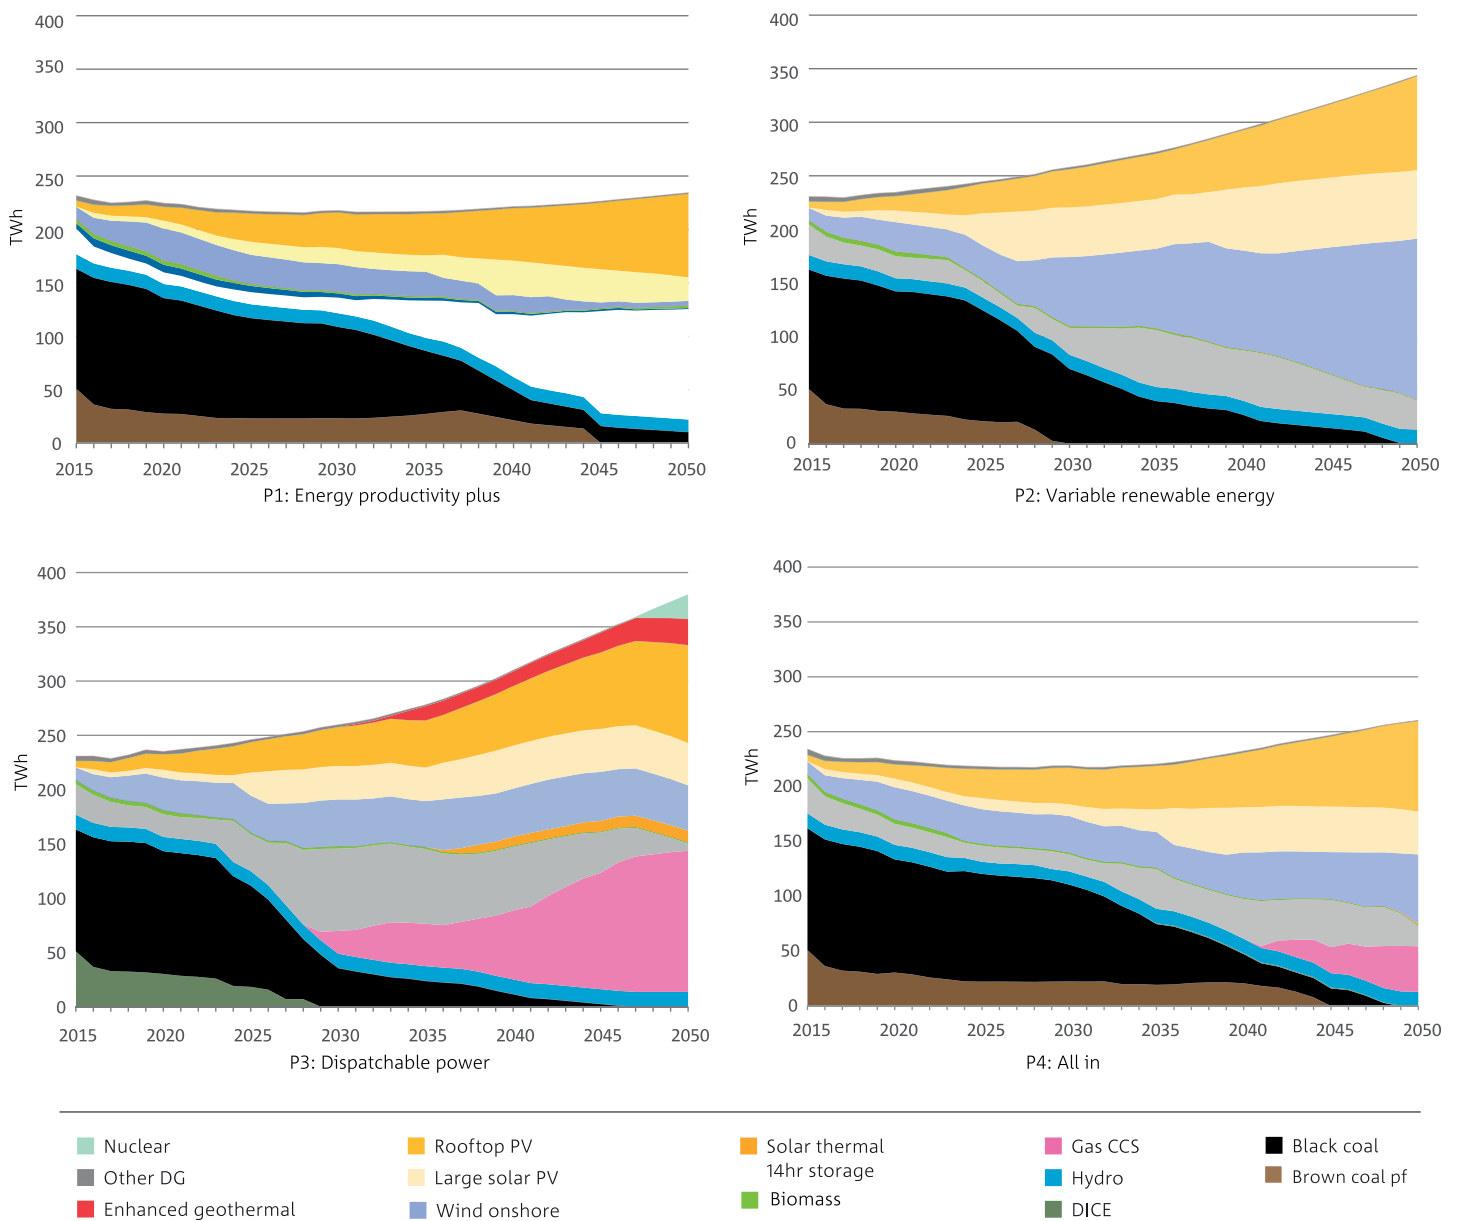 400
350
300
250
200
150
100
50
0
TWh
2015 2020 2025 2030 2035 2040 2045 2050
P1: Energy productivity plus
400
350
300
250
200
150
100
50
0
TWh
2015 2020 2025 2030 2035 2040 2045 2050
P2: Variable renewable energy
400
350
300
250
200
150
100
50
0
TWh
2015 2020 2025 2030 2035 2040 2045 2050
P3: Dispatchable power
400
350
300
250
200
150
100
50
0
TWh
2015 2020 2025 2030 2035 2040 2045 2050
P4: All in
Nuclear
Other DG
Enhanced geothermal
Rooftop PV
Large solar PV
Wind onshore
Solar thermal
14hr storage
Biomass
Gas CCS
Hydro
DICE
Black coal
Brown coal pf